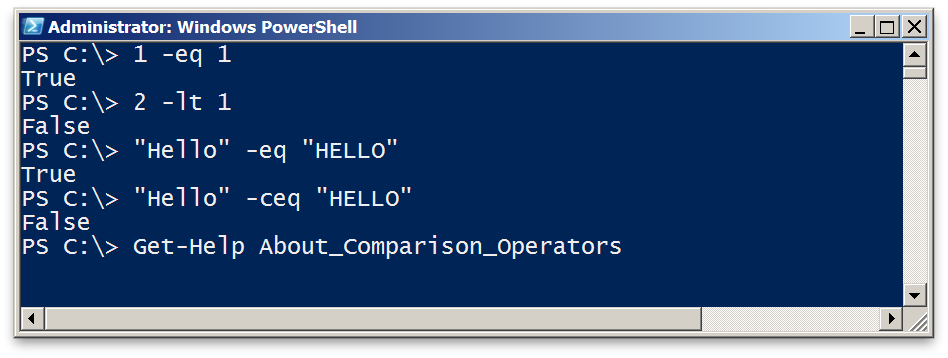 Administrator: Windows PowerShell
PS C:\> 1 -eq 1
True
PS C:\> 2 -lt 1
False
PS C:\> "Hello" -eq "HELLO"
True
PS C:\> "Hello" -ceq "HELLO"
False
PS C:\> Get-Help About_Comparison_Operators